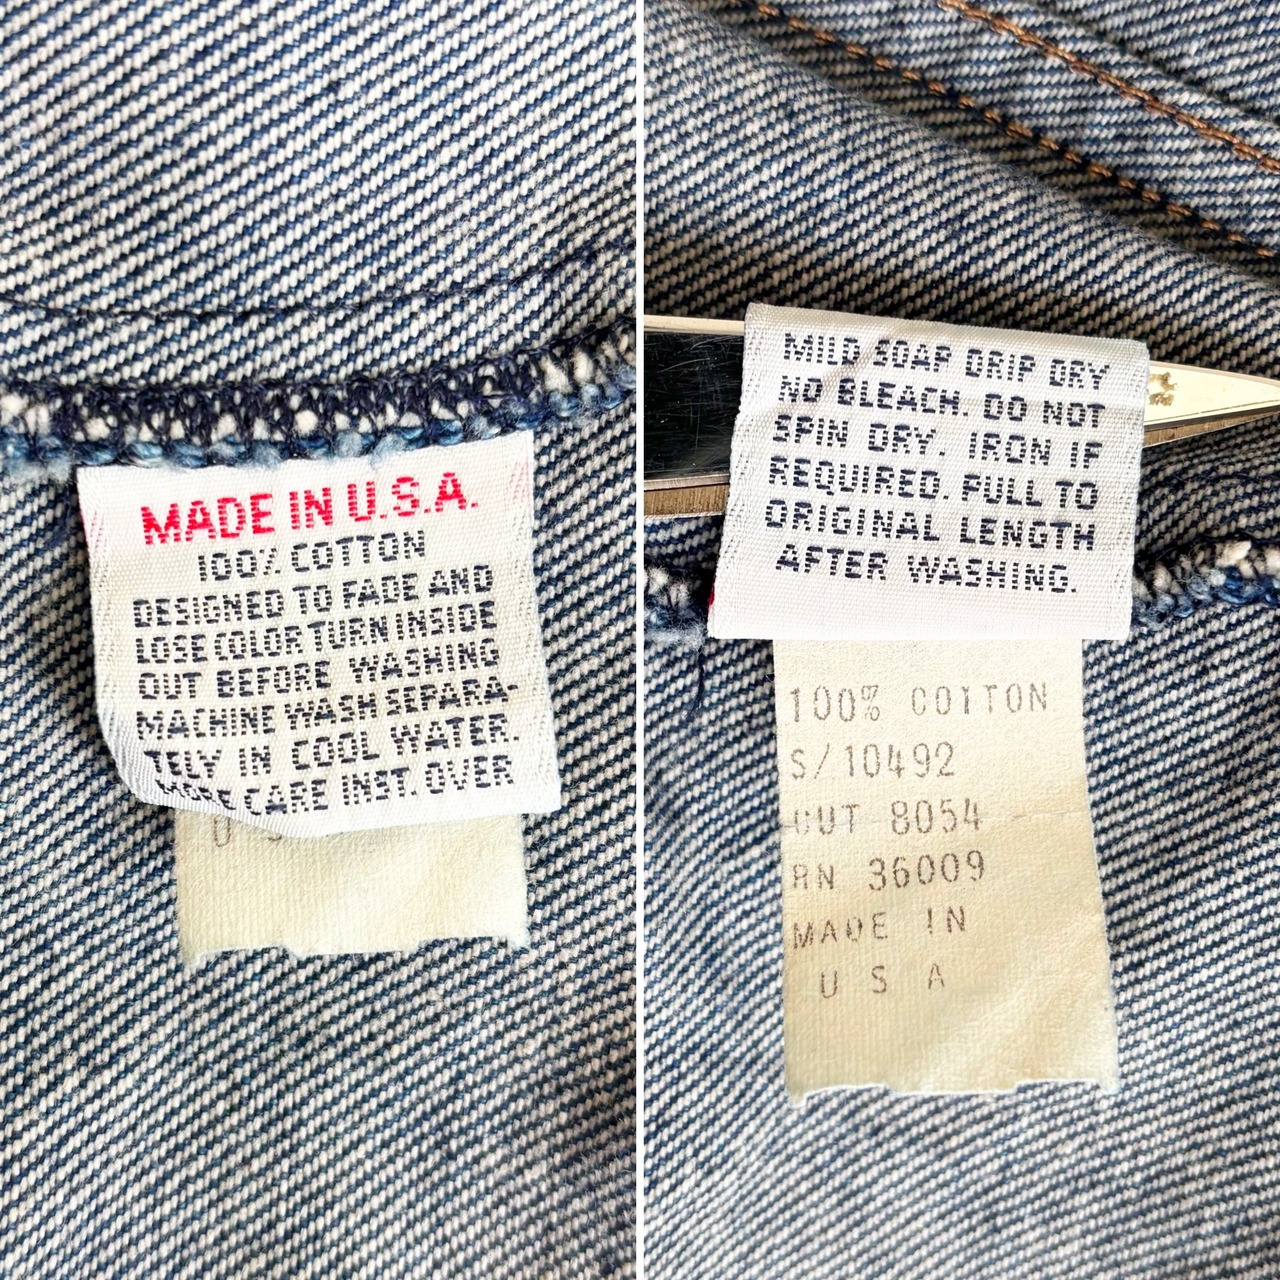 MADE IN U.S.A.
100% COTTON
DESIGNED TO FADE AND
LOSE COLOR TURN INSIDE
OUT BEFORE WASHING
MACHINE WASH SEPARA-
TELY IN COOL WATER.
MORE CARE INST. OVER
U S
MILD SOAP DRIP DRY
NO BLEACH. DO NOT
SPIN DRY. IRON IF
REQUIRED. PULL TO
ORIGINAL LENGTH
AFTER WASHING.
100% COTTON
S/10492
CUT 8054
RN 36009
MADE IN
U S A